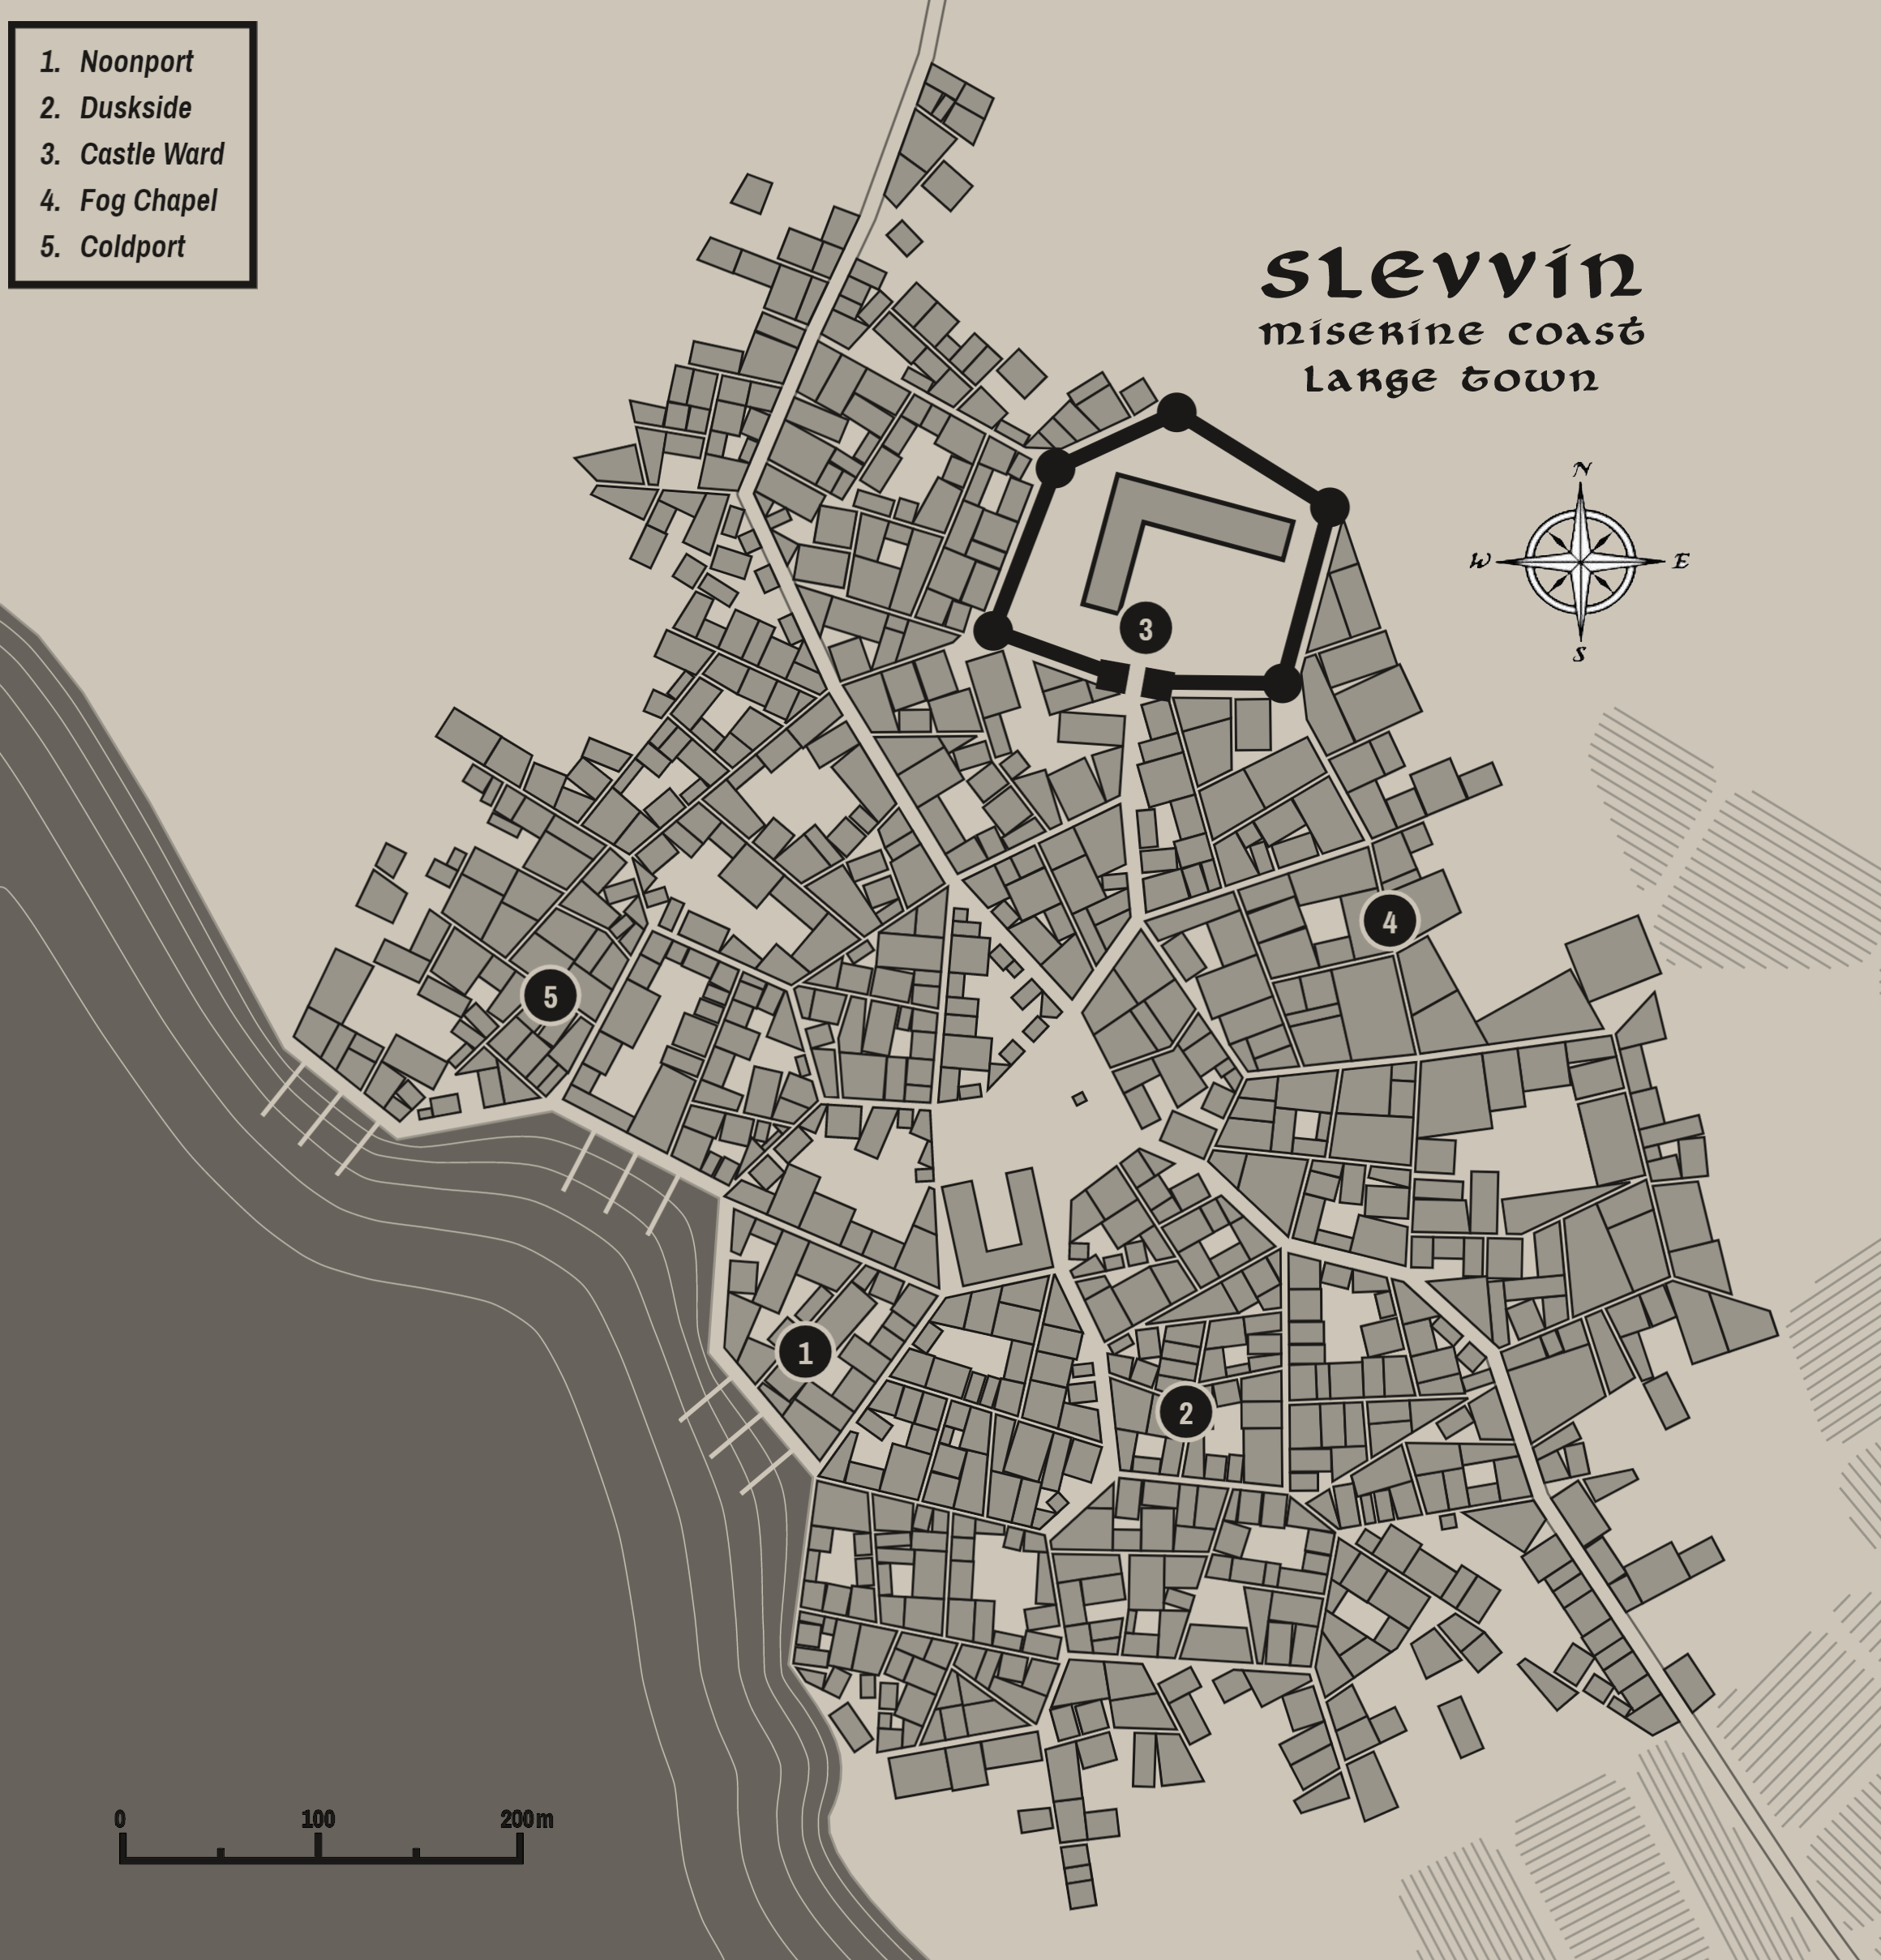 1. Noonport
2. Duskside
3. Castle Ward
4. Fog Chapel
5. Coldport
Slevvin
Miserine Coast
Large Town
N
W E
S
3
4
5
1
2
0 100 200m